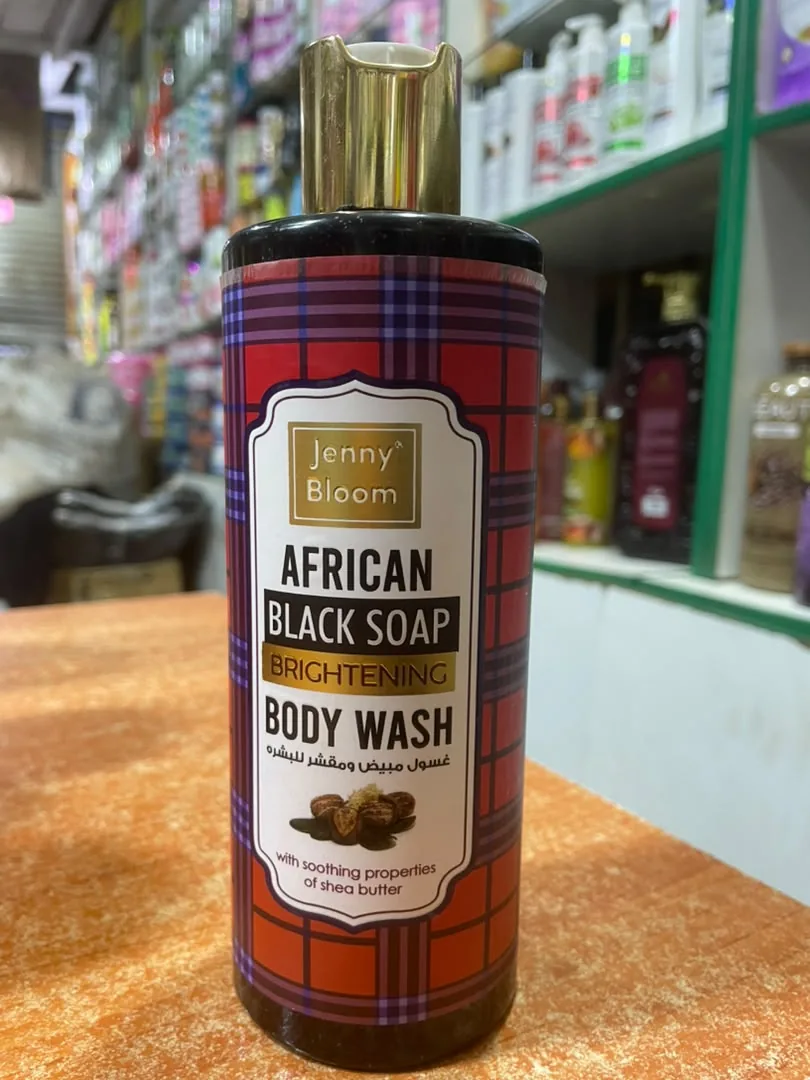 Jenny
Bloom
AFRICAN
BLACK SOAP
BRIGHTENING
BODY WASH
غسول مبيض ومقشر للبشره
with soothing properties
of shea butter